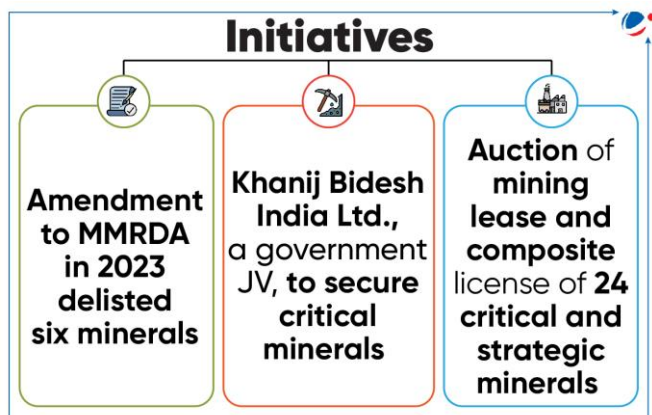 Initiatives
Amendment
to MMRDA
in 2023
delisted
six minerals
Khanij Bidesh
India Ltd.,
a government
JV, to secure
critical
minerals
Auction of
mining
lease and
composite
license of 24
critical and
strategic
minerals